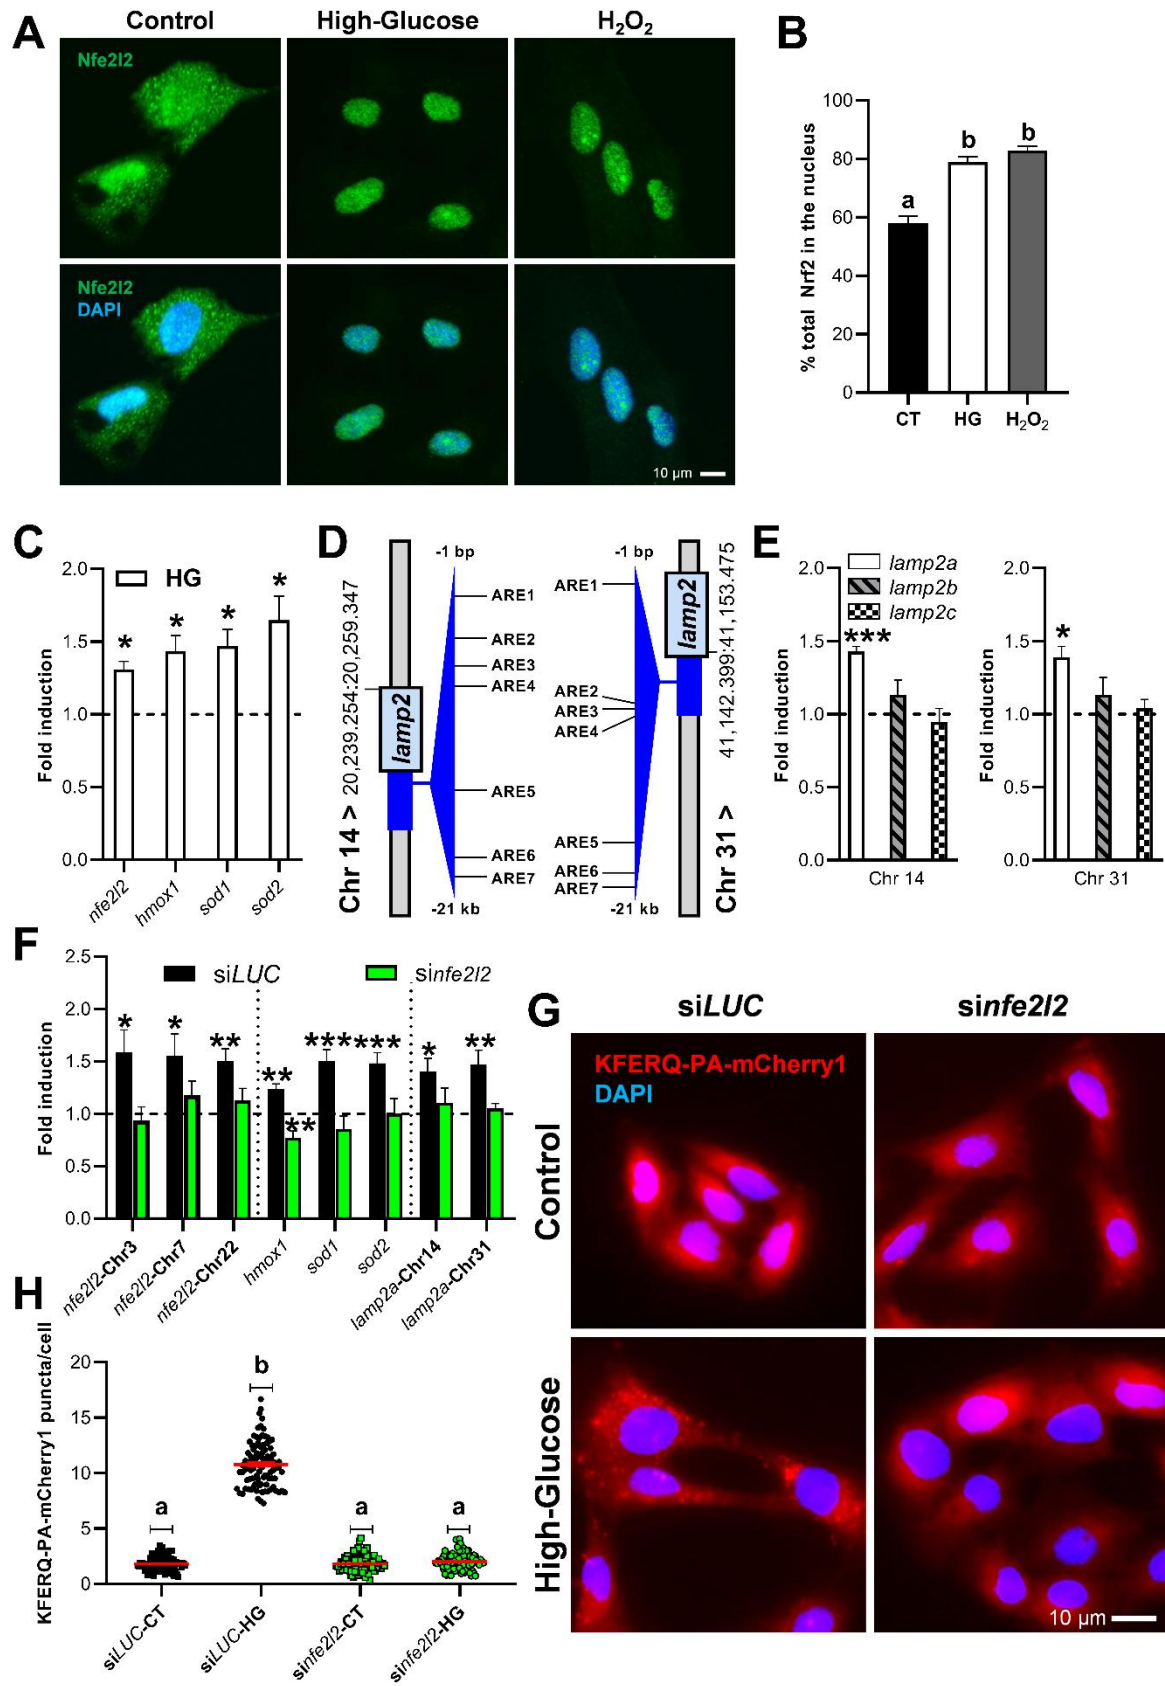 A
Control
High-Glucose
H₂O₂
Nfe2l2
Nfe2l2
DAPI
10 µm
B
% total Nrf2 in the nucleus
100
80
60
40
20
0
a
b
b
CT
HG
H₂O₂
C
Fold induction
2.0
1.5
1.0
0.5
0.0
HG
*
*
*
*
nfe2l2
hmox1
sod1
sod2
D
Chr 14 > 20,239.254:20,259.347
lamp2
-1 bp
ARE1
ARE2
ARE3
ARE4
ARE5
ARE6
ARE7
-21 kb
-1 bp
ARE1
ARE2
ARE3
ARE4
ARE5
ARE6
ARE7
-21 kb
lamp2
Chr 31 > 41,142.399:41,153.475
E
lamp2a
lamp2b
lamp2c
Fold induction
2.0
1.5
1.0
0.5
0.0
***
Chr 14
Fold induction
2.0
1.5
1.0
0.5
0.0
*
Chr 31
F
Fold induction
2.5
2.0
1.5
1.0
0.5
0.0
siLUC
sinfe2l2
*
*
**
**
**
***
***
*
**
nfe2l2-Chr3
nfe2l2-Chr7
nfe2l2-Chr22
hmox1
sod1
sod2
lamp2a-Chr14
lamp2a-Chr31
G
siLUC
sinfe2l2
KFERQ-PA-mCherry1
DAPI
Control
High-Glucose
10 µm
H
KFERQ-PA-mCherry1 puncta/cell
20
15
10
5
0
a
b
a
a
siLUC-CT
siLUC-HG
sinfe2l2-CT
sinfe2l2-HG